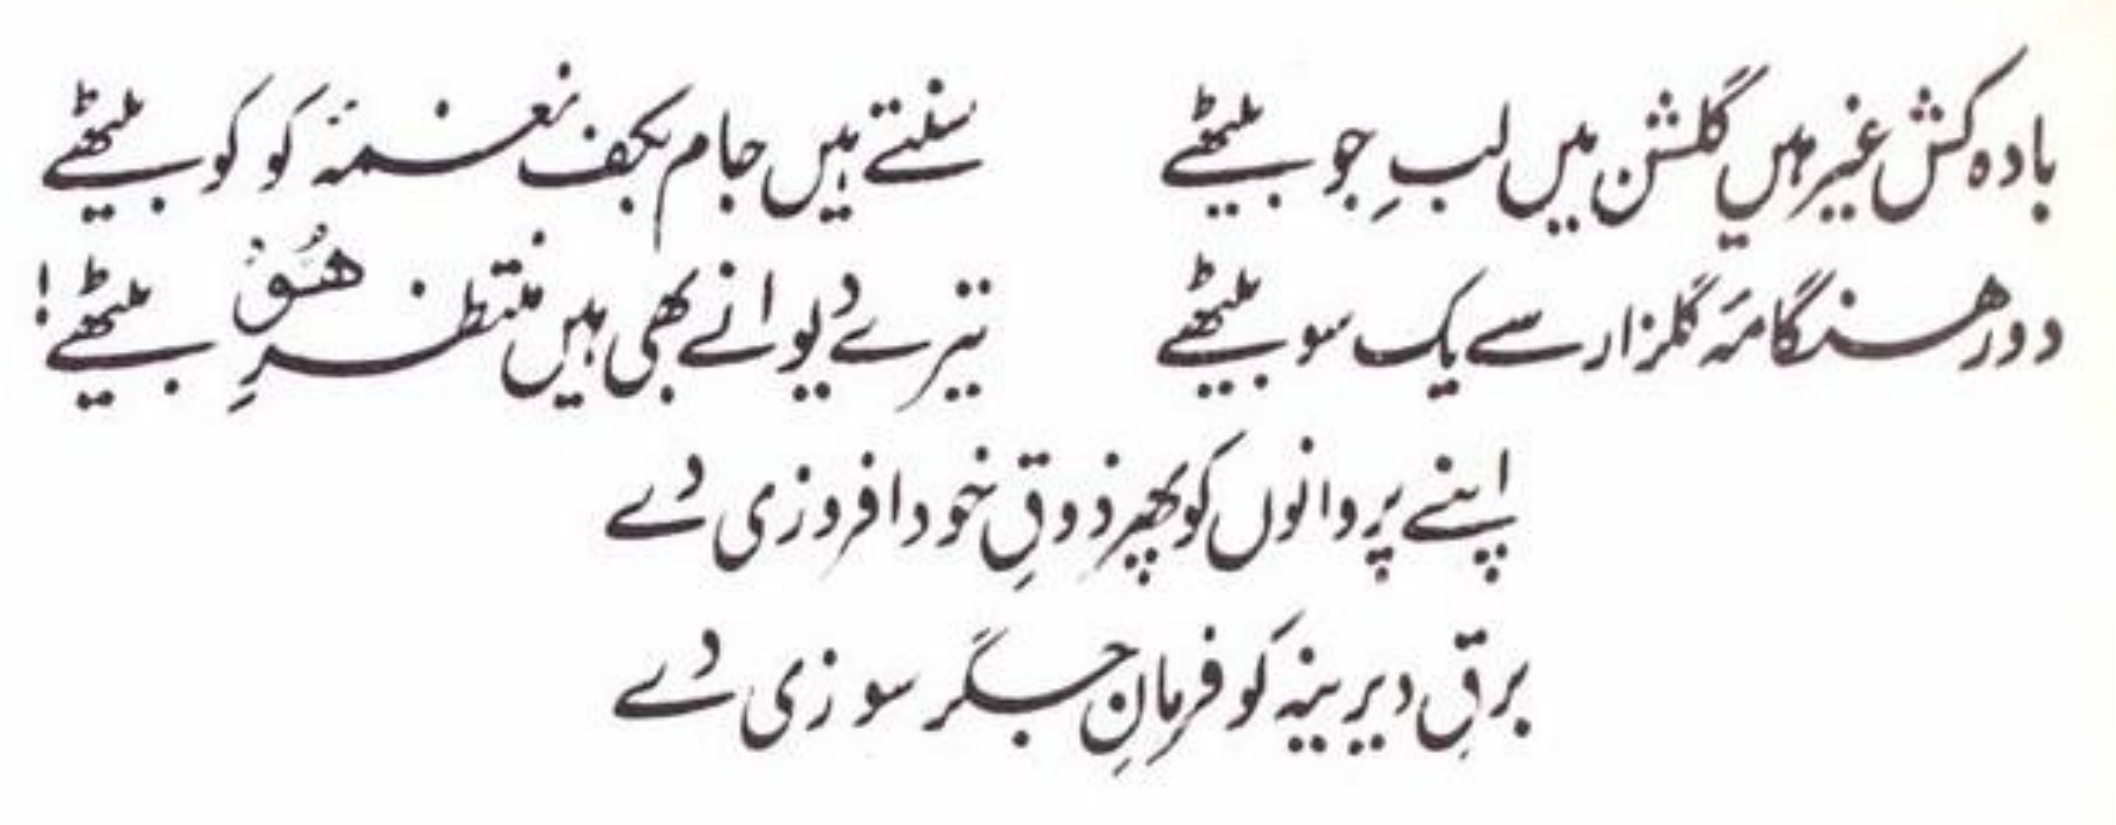 بادہ کش غیر ہیں گلشن میں لبِ جو بیٹھے سنتے ہیں جام بکف نغمۂ کو کو بیٹھے
دور ہنگامۂ گلزار سے یک سو بیٹھے تیرے دیوانے بھی ہیں منتظرِ ھُوْ بیٹھے!
اپنے پروانوں کو پھر ذوقِ خود افروزی دے
برقِ دیرینہ کو فرمانِ جگر سوزی دے